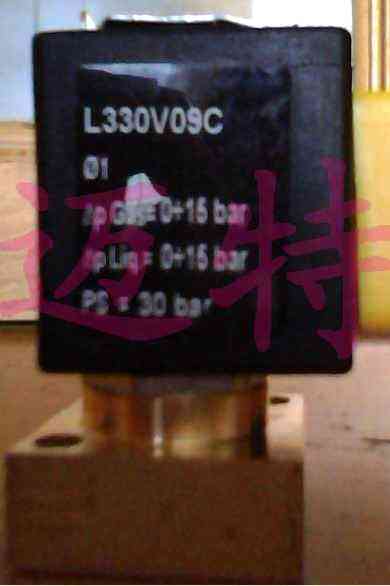 L330V09C
Ø1
Δp Gas= 0÷15 bar
Δp Liq = 0÷15 bar
PS = 30 bar
迈特